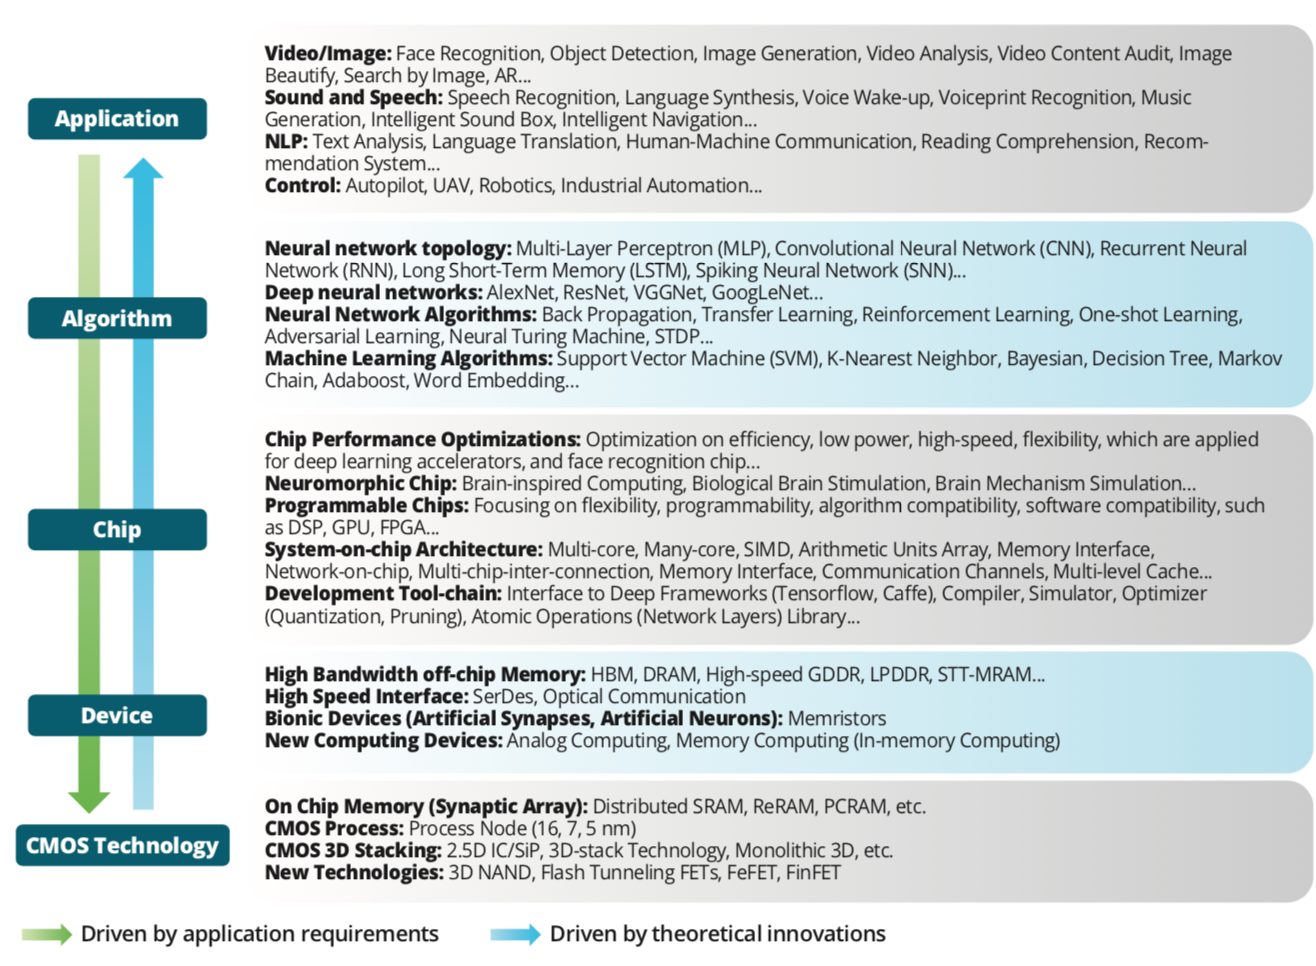 Application
Video/Image: Face Recognition, Object Detection, Image Generation, Video Analysis, Video Content Audit, Image
Beautify, Search by Image, AR...
Sound and Speech: Speech Recognition, Language Synthesis, Voice Wake-up, Voiceprint Recognition, Music
Generation, Intelligent Sound Box, Intelligent Navigation...
NLP: Text Analysis, Language Translation, Human-Machine Communication, Reading Comprehension, Recom-
mendation System...
Control: Autopilot, UAV, Robotics, Industrial Automation...
Algorithm
Neural network topology: Multi-Layer Perceptron (MLP), Convolutional Neural Network (CNN), Recurrent Neural
Network (RNN), Long Short-Term Memory (LSTM), Spiking Neural Network (SNN)...
Deep neural networks: AlexNet, ResNet, VGGNet, GoogLeNet...
Neural Network Algorithms: Back Propagation, Transfer Learning, Reinforcement Learning, One-shot Learning,
Adversarial Learning, Neural Turing Machine, STDP...
Machine Learning Algorithms: Support Vector Machine (SVM), K-Nearest Neighbor, Bayesian, Decision Tree, Markov
Chain, Adaboost, Word Embedding...
Chip
Chip Performance Optimizations: Optimization on efficiency, low power, high-speed, flexibility, which are applied
for deep learning accelerators, and face recognition chip...
Neuromorphic Chip: Brain-inspired Computing, Biological Brain Stimulation, Brain Mechanism Simulation...
Programmable Chips: Focusing on flexibility, programmability, algorithm compatibility, software compatibility, such
as DSP, GPU, FPGA...
System-on-chip Architecture: Multi-core, Many-core, SIMD, Arithmetic Units Array, Memory Interface,
Network-on-chip, Multi-chip-inter-connection, Memory Interface, Communication Channels, Multi-level Cache...
Development Tool-chain: Interface to Deep Frameworks (Tensorflow, Caffe), Compiler, Simulator, Optimizer
(Quantization, Pruning), Atomic Operations (Network Layers) Library...
Device
High Bandwidth off-chip Memory: HBM, DRAM, High-speed GDDR, LPDDR, STT-MRAM...
High Speed Interface: SerDes, Optical Communication
Bionic Devices (Artificial Synapses, Artificial Neurons): Memristors
New Computing Devices: Analog Computing, Memory Computing (In-memory Computing)
CMOS Technology
On Chip Memory (Synaptic Array): Distributed SRAM, ReRAM, PCRAM, etc.
CMOS Process: Process Node (16, 7, 5 nm)
CMOS 3D Stacking: 2.5D IC/SiP, 3D-stack Technology, Monolithic 3D, etc.
New Technologies: 3D NAND, Flash Tunneling FETs, FeFET, FinFET
Driven by application requirements
Driven by theoretical innovations